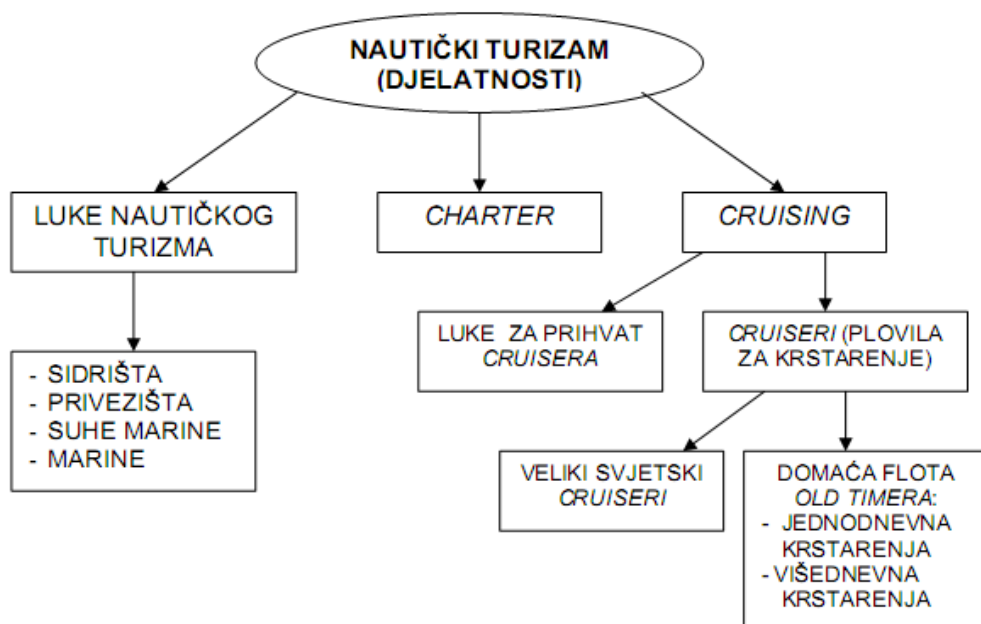 NAUTIČKI TURIZAM
(DJELATNOSTI)
LUKE NAUTIČKOG
TURIZMA
CHARTER
CRUISING
LUKE ZA PRIHVAT
CRUISERA
CRUISERI (PLOVILA
ZA KRSTARENJE)
- SIDRIŠTA
- PRIVEZIŠTA
- SUHE MARINE
- MARINE
VELIKI SVJETSKI
CRUISERI
DOMAĆA FLOTA
OLD TIMERA:
- JEDNODNEVNA
KRSTARENJA
- VIŠEDNEVNA
KRSTARENJA